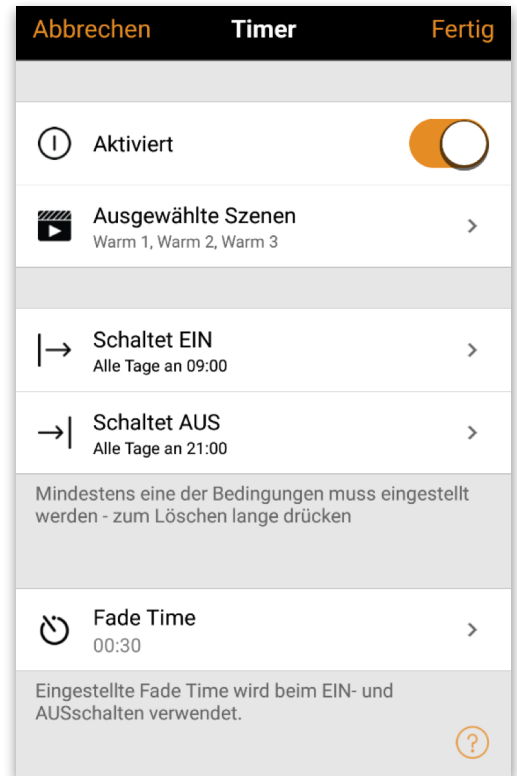 Abbrechen Timer Fertig
Aktiviert
Ausgewählte Szenen
Warm 1, Warm 2, Warm 3
Schaltet EIN
Alle Tage an 09:00
Schaltet AUS
Alle Tage an 21:00
Mindestens eine der Bedingungen muss eingestellt
werden - zum Löschen lange drücken
Fade Time
00:30
Eingestellte Fade Time wird beim EIN- und
AUSschalten verwendet.
?